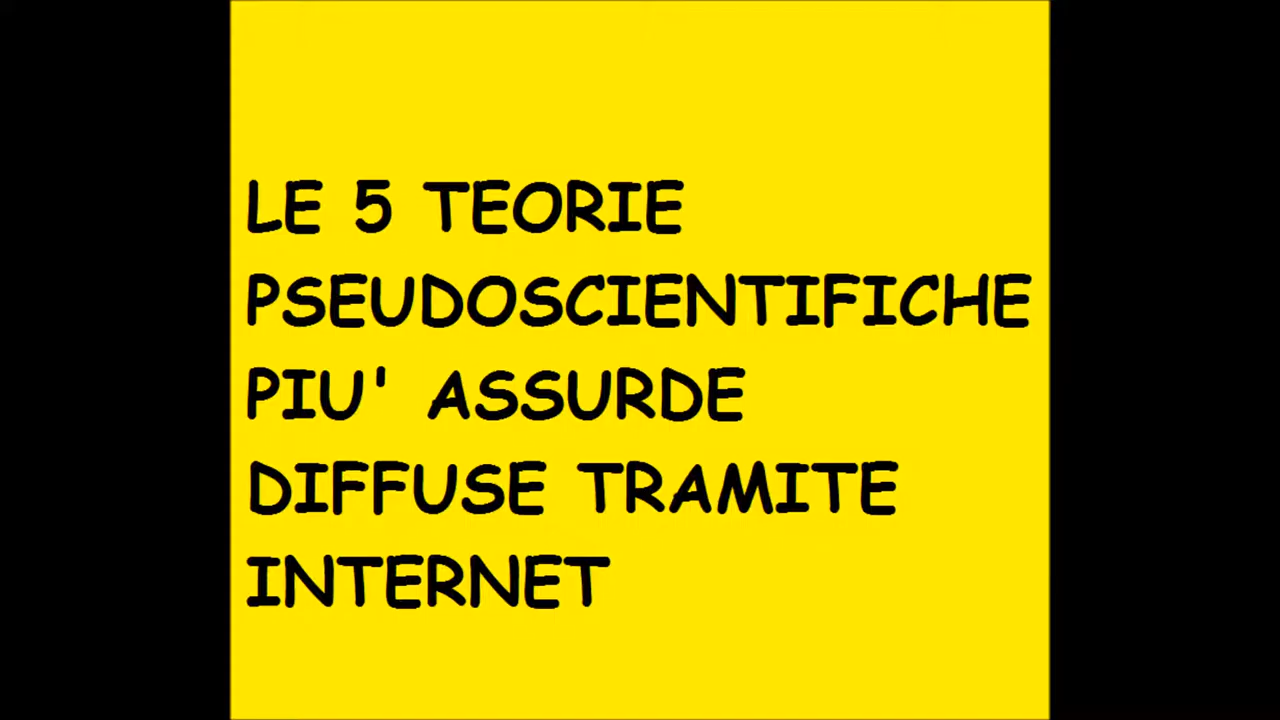 LE 5 TEORIE
PSEUDOSCIENTIFICHE
PIU' ASSURDE
DIFFUSE TRAMITE
INTERNET